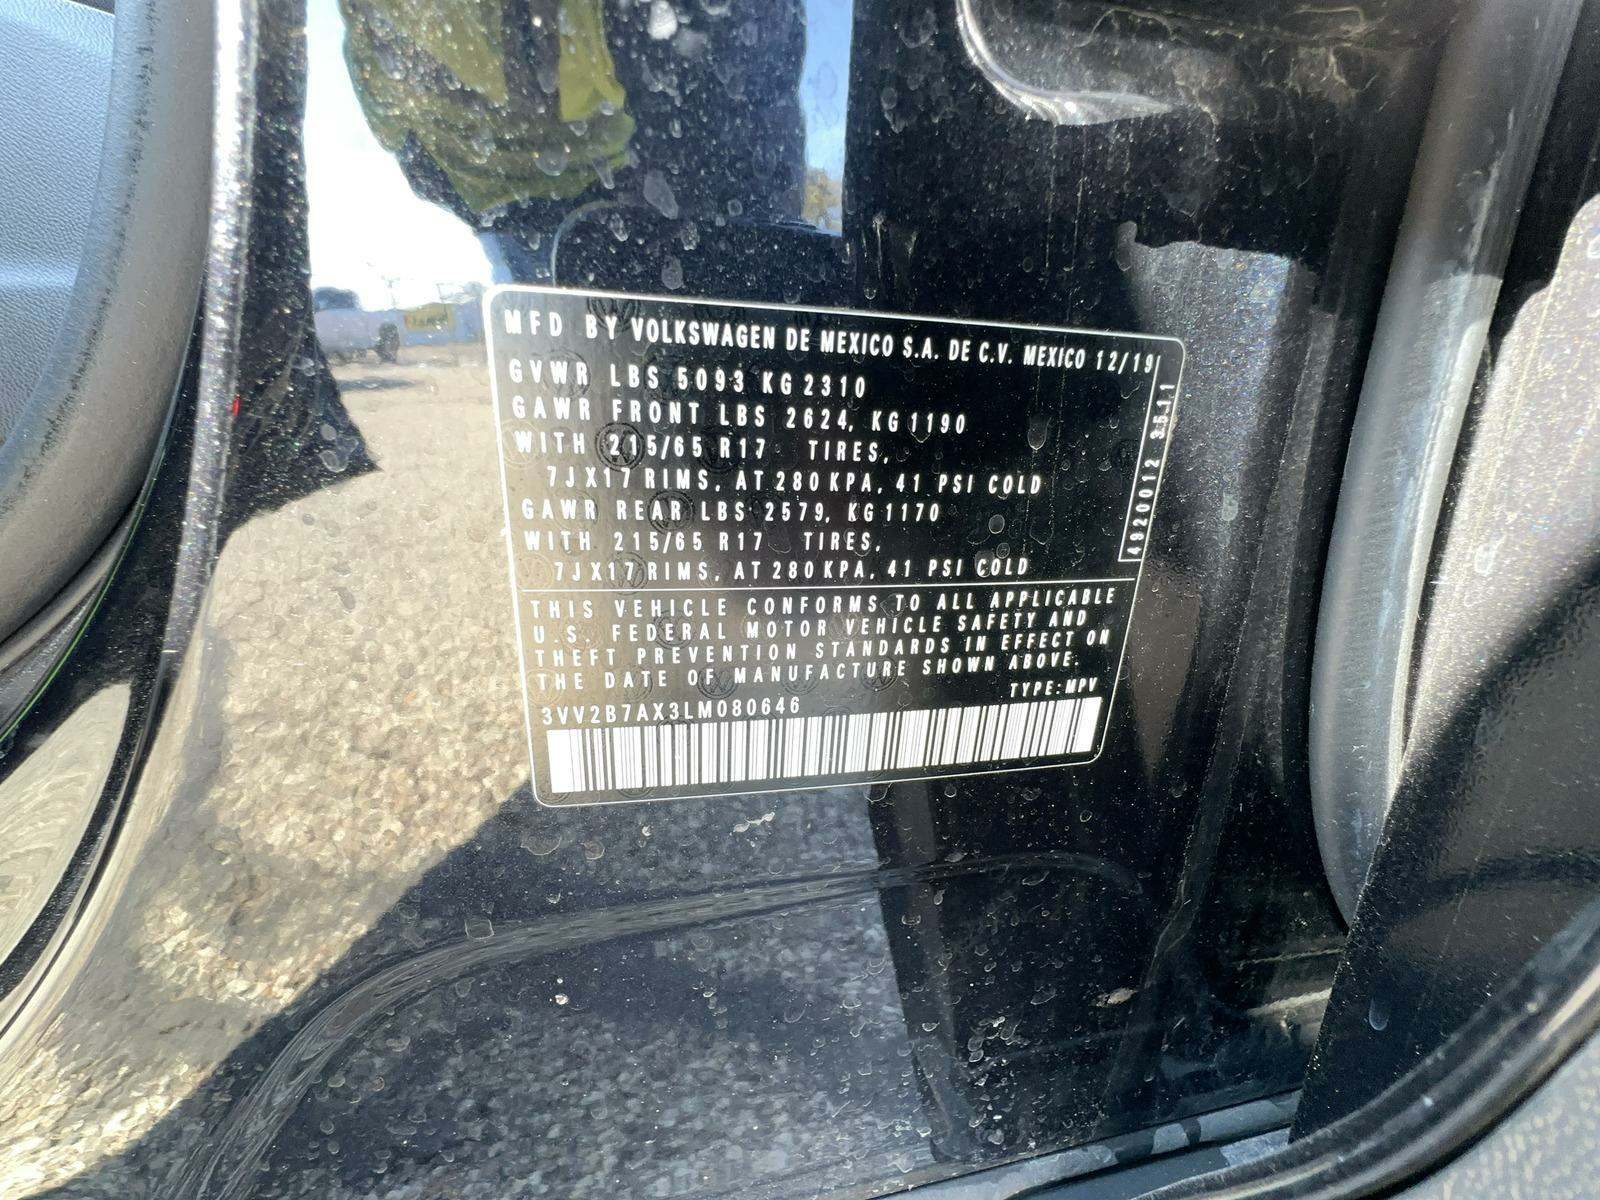 MFD BY VOLKSWAGEN DE MEXICO S.A. DE C.V. MEXICO 12/19
GVWR LBS 5093 KG 2310
GAWR FRONT LBS 2624, KG 1190
WITH 215/65 R17 TIRES,
7JX17 RIMS, AT 280 KPA, 41 PSI COLD
GAWR REAR LBS 2579, KG 1170
WITH 215/65 R17 TIRES,
7JX17 RIMS, AT 280 KPA, 41 PSI COLD
4920012 3511
THIS VEHICLE CONFORMS TO ALL APPLICABLE
U.S. FEDERAL MOTOR VEHICLE SAFETY AND
THEFT PREVENTION STANDARDS IN EFFECT ON
THE DATE OF MANUFACTURE SHOWN ABOVE.
TYPE: MPV
3VV2B7AX3LM080646